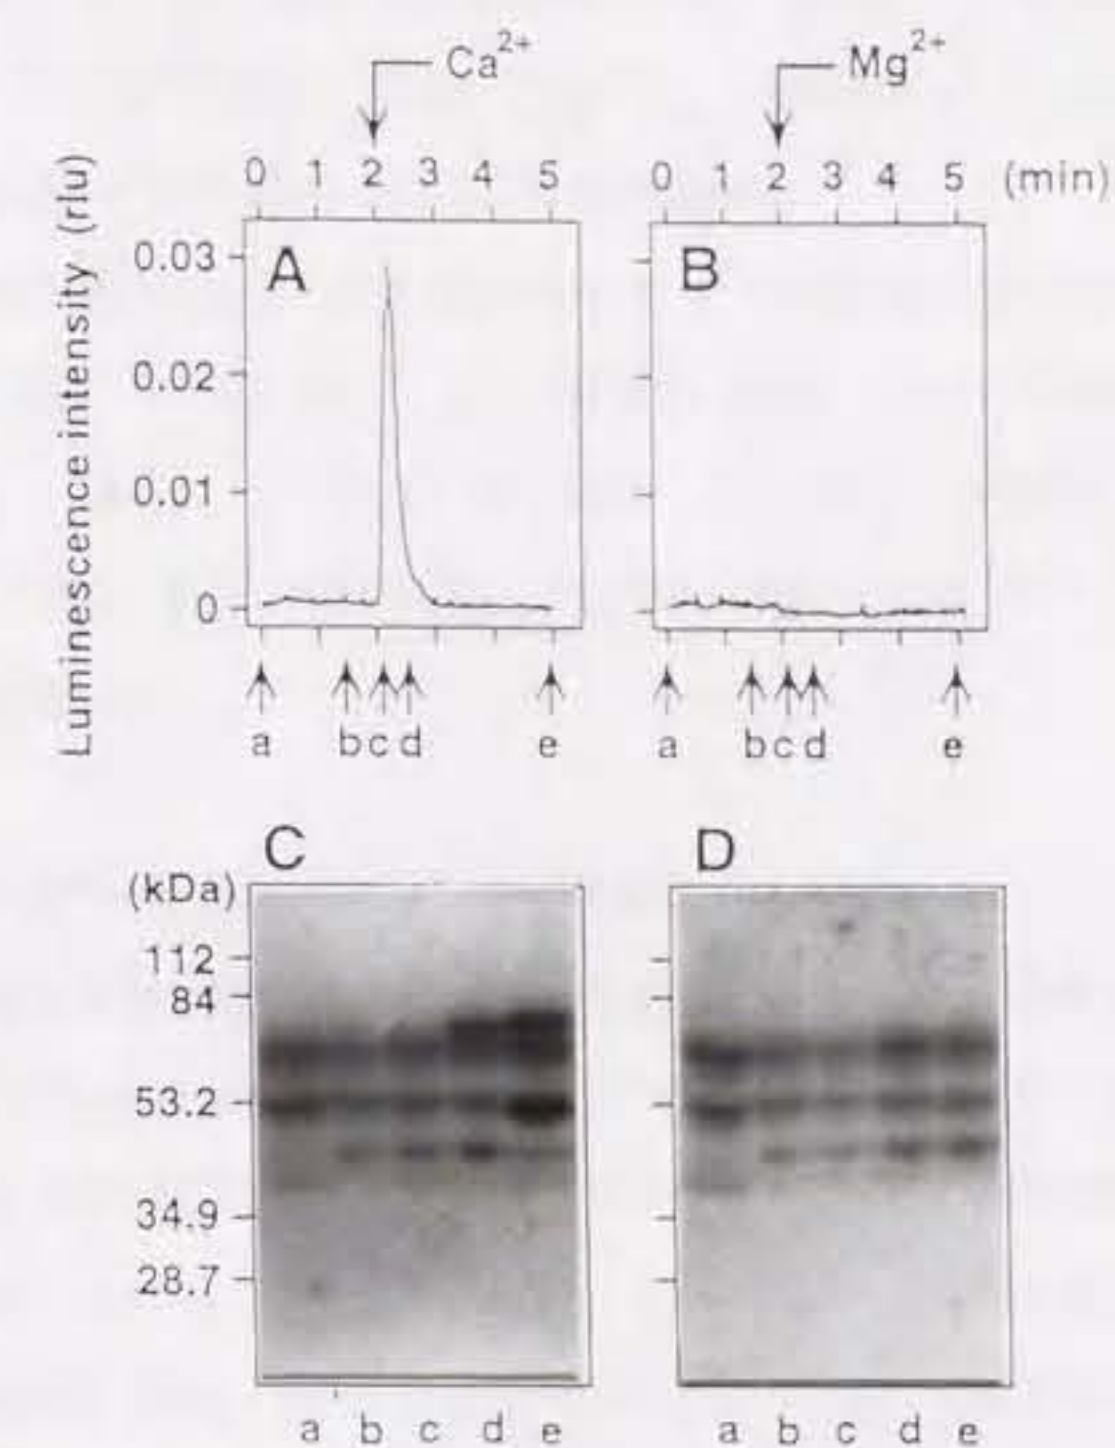 Ca²⁺ Mg²⁺
0 1 2 3 4 5 0 1 2 3 4 5 (min)
Luminescence intensity (rlu)
0.03
0.02
0.01
0
A B
a b c d e a b c d e
C D
(kDa)
112
84
53.2
34.9
28.7
a b c d e a b c d e